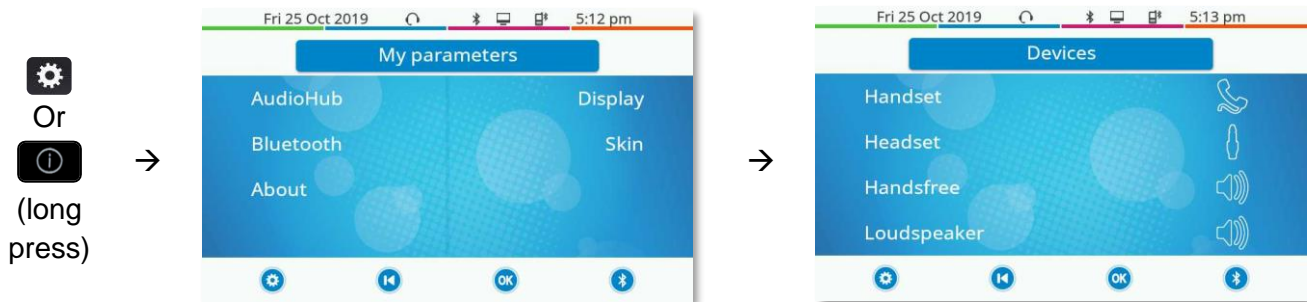 Or
(long
press)
→
Fri 25 Oct 2019 5:12 pm
My parameters
AudioHub Display
Bluetooth Skin
About
OK
→
Fri 25 Oct 2019 5:13 pm
Devices
Handset
Headset
Handsfree
Loudspeaker
OK